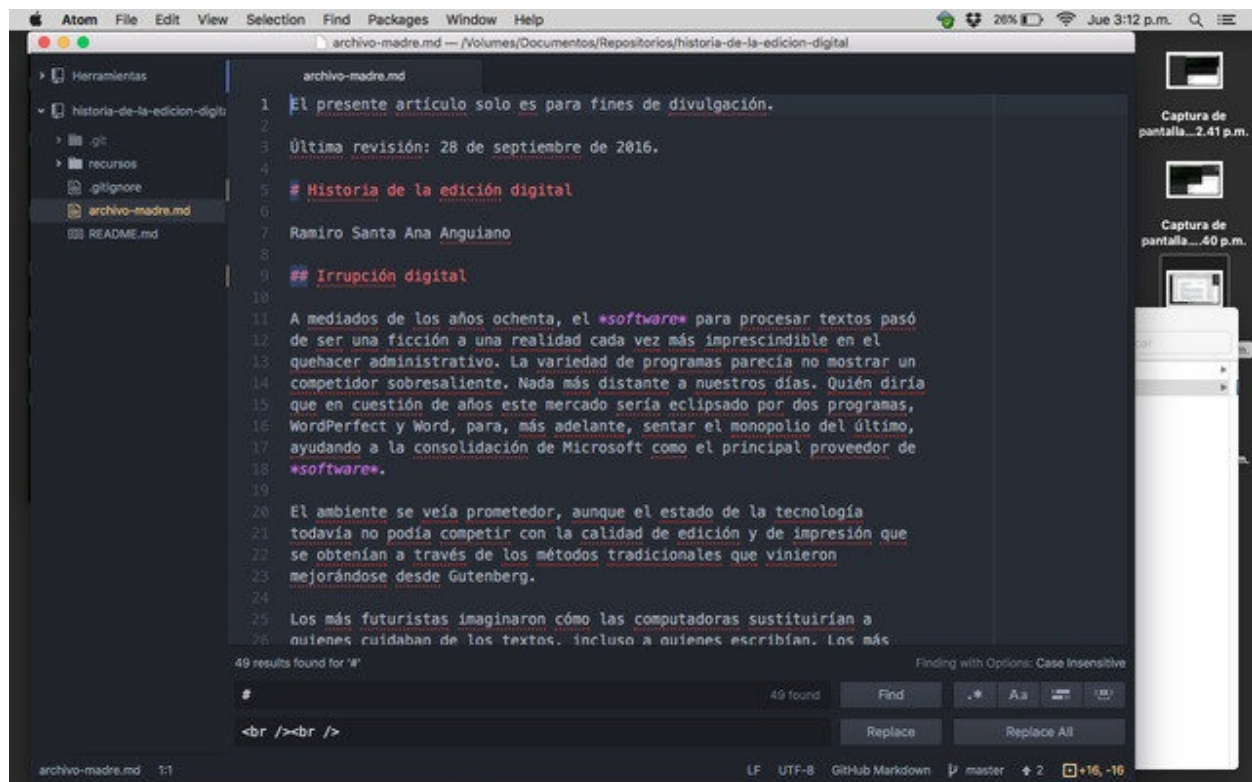 Atom File Edit View Selection Find Packages Window Help 26% Jue 3:12 p.m.
archivo-madre.md — /Volumes/Documentos/Repositorios/historia-de-la-edicion-digital
Herramientas
historia-de-la-edicion-digita
.git
recursos
.gitignore
archivo-madre.md
README.md
archivo-madre.md
1 El presente artículo solo es para fines de divulgación.
2
3 Última revisión: 28 de septiembre de 2016.
4
5 # Historia de la edición digital
6
7 Ramiro Santa Ana Anguiano
8
9 ## Irrupción digital
10
11 A mediados de los años ochenta, el *software* para procesar textos pasó
12 de ser una ficción a una realidad cada vez más imprescindible en el
13 quehacer administrativo. La variedad de programas parecía no mostrar un
14 competidor sobresaliente. Nada más distante a nuestros días. Quién diría
15 que en cuestión de años este mercado sería eclipsado por dos programas,
16 WordPerfect y Word, para, más adelante, sentar el monopolio del último,
17 ayudando a la consolidación de Microsoft como el principal proveedor de
18 *software*.
19
20 El ambiente se veía prometedor, aunque el estado de la tecnología
21 todavía no podía competir con la calidad de edición y de impresión que
22 se obtenían a través de los métodos tradicionales que vinieron
23 mejorándose desde Gutenberg.
24
25 Los más futuristas imaginaron cómo las computadoras sustituirían a
26 quienes cuidaban de los textos, incluso a quienes escribían. Los más
49 results found for '#' Finding with Options: Case Insensitive
# 49 found Find .* Aa
<br /><br /> Replace Replace All
archivo-madre.md 1:1 LF UTF-8 GitHub Markdown master 2 +16, -16
Captura de
pantalla...2.41 p.m.
Captura de
pantalla....40 p.m.